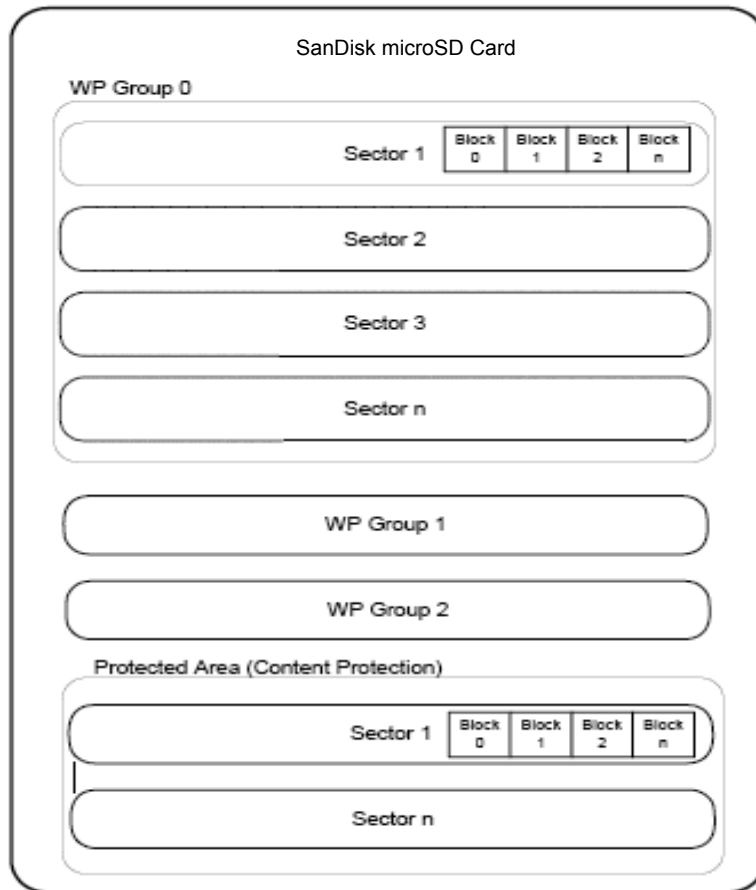 SanDisk microSD Card
WP Group 0
Sector 1
Block 0
Block 1
Block 2
Block n
Sector 2
Sector 3
Sector n
WP Group 1
WP Group 2
Protected Area (Content Protection)
Sector 1
Block 0
Block 1
Block 2
Block n
Sector n